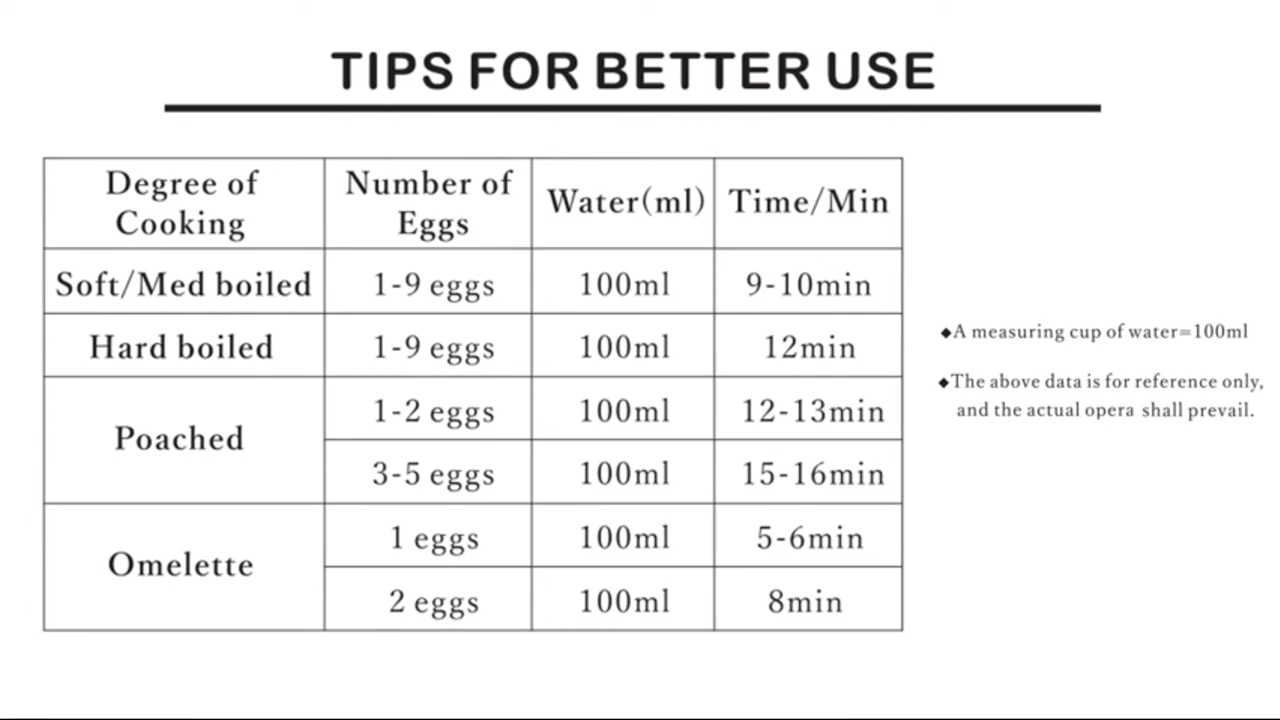 TIPS FOR BETTER USE
Degree of Cooking Number of Eggs Water(ml) Time/Min
Soft/Med boiled 1-9 eggs 100ml 9-10min
Hard boiled 1-9 eggs 100ml 12min
Poached 1-2 eggs 100ml 12-13min
3-5 eggs 100ml 15-16min
Omelette 1 eggs 100ml 5-6min
2 eggs 100ml 8min
◆A measuring cup of water=100ml
◆The above data is for reference only,
and the actual opera shall prevail.